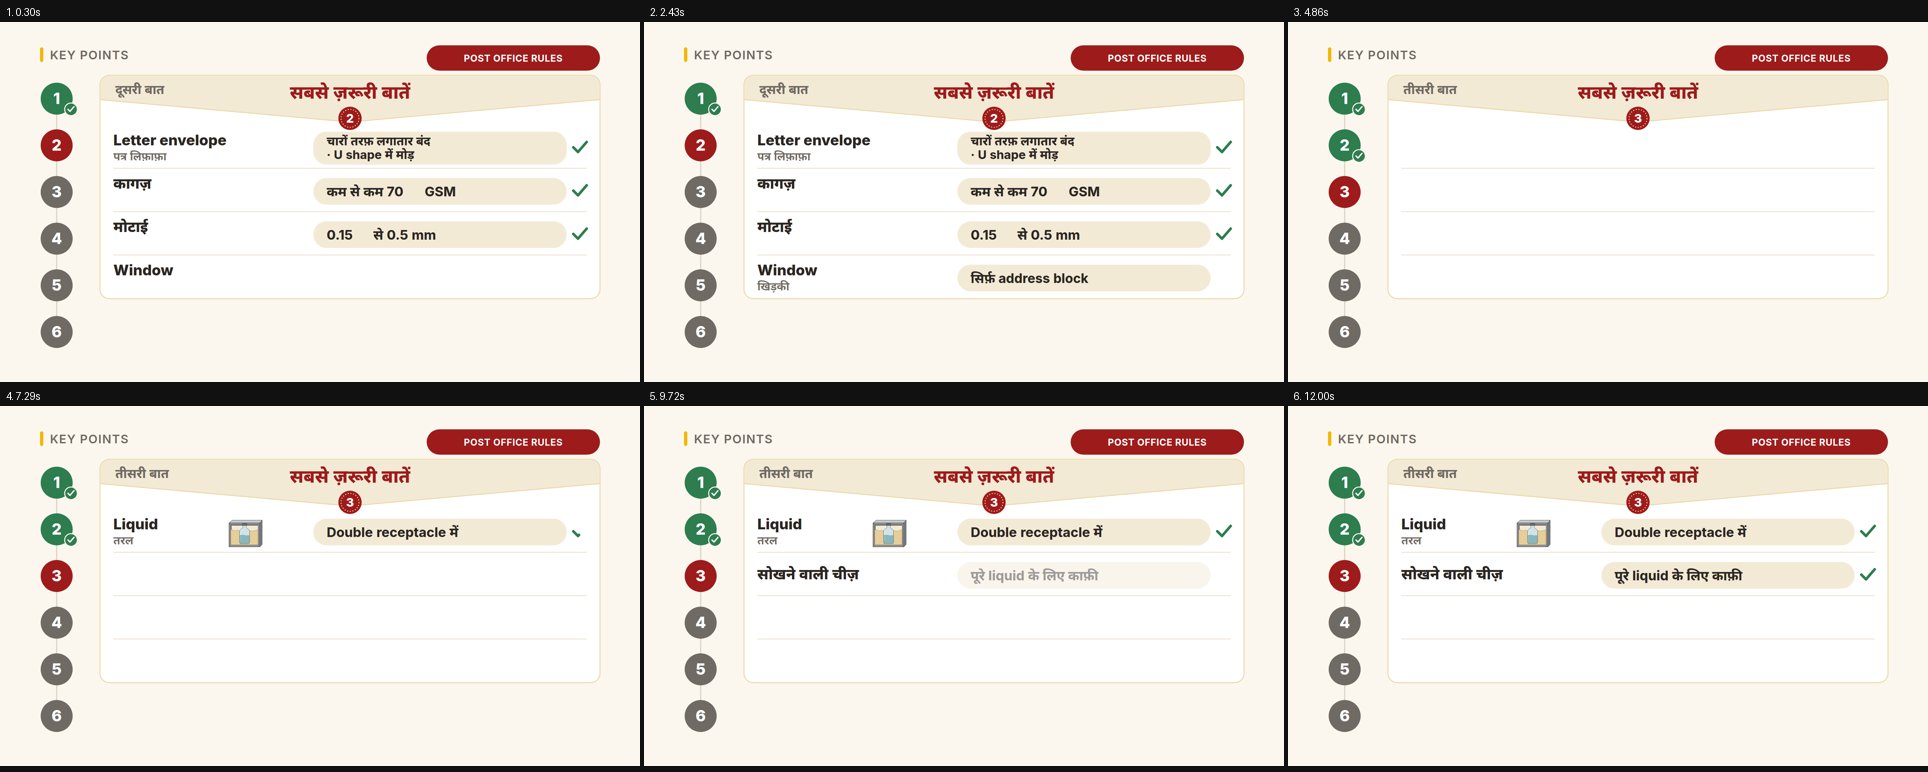 1. 0.30s
KEY POINTS
POST OFFICE RULES
दूसरी बात
सबसे ज़रूरी बातें
2
1
2
3
4
5
6
Letter envelope
पत्र लिफ़ाफ़ा
चारों तरफ़ लगातार बंद
· U shape में मोड़
कागज़
कम से कम 70 GSM
मोटाई
0.15 से 0.5 mm
Window
2. 2.43s
KEY POINTS
POST OFFICE RULES
दूसरी बात
सबसे ज़रूरी बातें
2
1
2
3
4
5
6
Letter envelope
पत्र लिफ़ाफ़ा
चारों तरफ़ लगातार बंद
· U shape में मोड़
कागज़
कम से कम 70 GSM
मोटाई
0.15 से 0.5 mm
Window
खिड़की
सिर्फ़ address block
3. 4.86s
KEY POINTS
POST OFFICE RULES
तीसरी बात
सबसे ज़रूरी बातें
3
1
2
3
4
5
6
4. 7.29s
KEY POINTS
POST OFFICE RULES
तीसरी बात
सबसे ज़रूरी बातें
3
1
2
3
4
5
6
Liquid
तरल
Double receptacle में
5. 9.72s
KEY POINTS
POST OFFICE RULES
तीसरी बात
सबसे ज़रूरी बातें
3
1
2
3
4
5
6
Liquid
तरल
Double receptacle में
सोखने वाली चीज़
पूरे liquid के लिए काफ़ी
6. 12.00s
KEY POINTS
POST OFFICE RULES
तीसरी बात
सबसे ज़रूरी बातें
3
1
2
3
4
5
6
Liquid
तरल
Double receptacle में
सोखने वाली चीज़
पूरे liquid के लिए काफ़ी